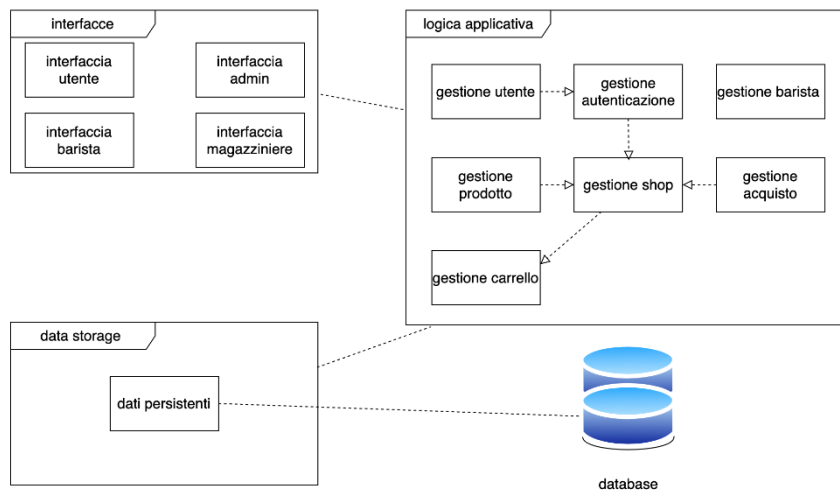 interfacce
interfaccia
utente
interfaccia
admin
interfaccia
barista
interfaccia
magazziniere
logica applicativa
gestione utente
gestione
autenticazione
gestione barista
gestione
prodotto
gestione shop
gestione
acquisto
gestione carrello
data storage
dati persistenti
database